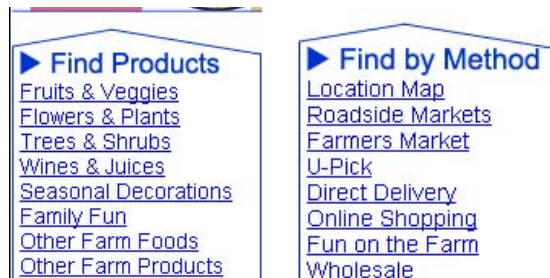 Find Products
Fruits & Veggies
Flowers & Plants
Trees & Shrubs
Wines & Juices
Seasonal Decorations
Family Fun
Other Farm Foods
Other Farm Products
Find by Method
Location Map
Roadside Markets
Farmers Market
U-Pick
Direct Delivery
Online Shopping
Fun on the Farm
Wholesale